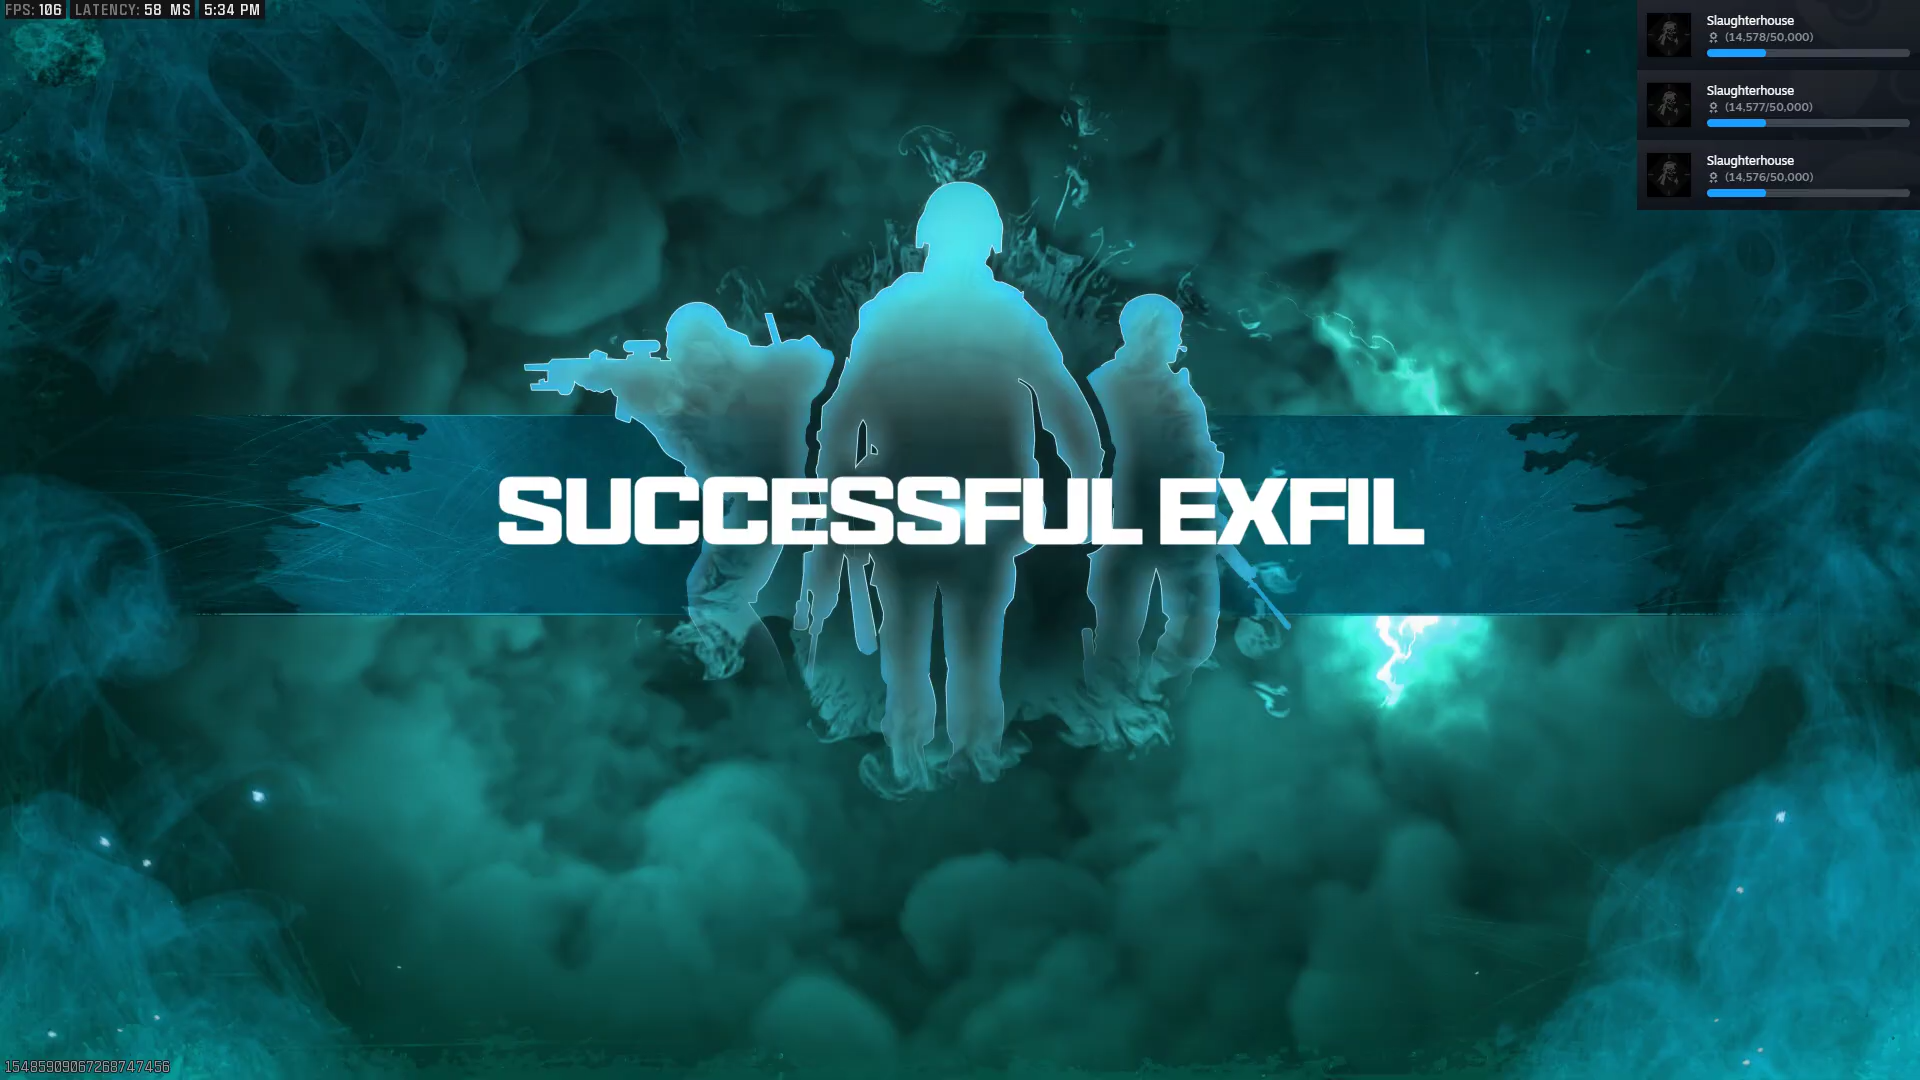 FPS: 106 LATENCY: 58 MS 5:34 PM
Slaughterhouse
(14,578/50,000)
Slaughterhouse
(14,577/50,000)
Slaughterhouse
(14,576/50,000)
SUCCESSFUL EXFIL
15485909067268747456